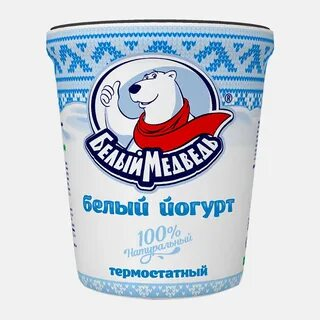 БЕЛЫЙ МЕДВЕДЬ
®
белый йогурт
100%
Натуральный
термостатный